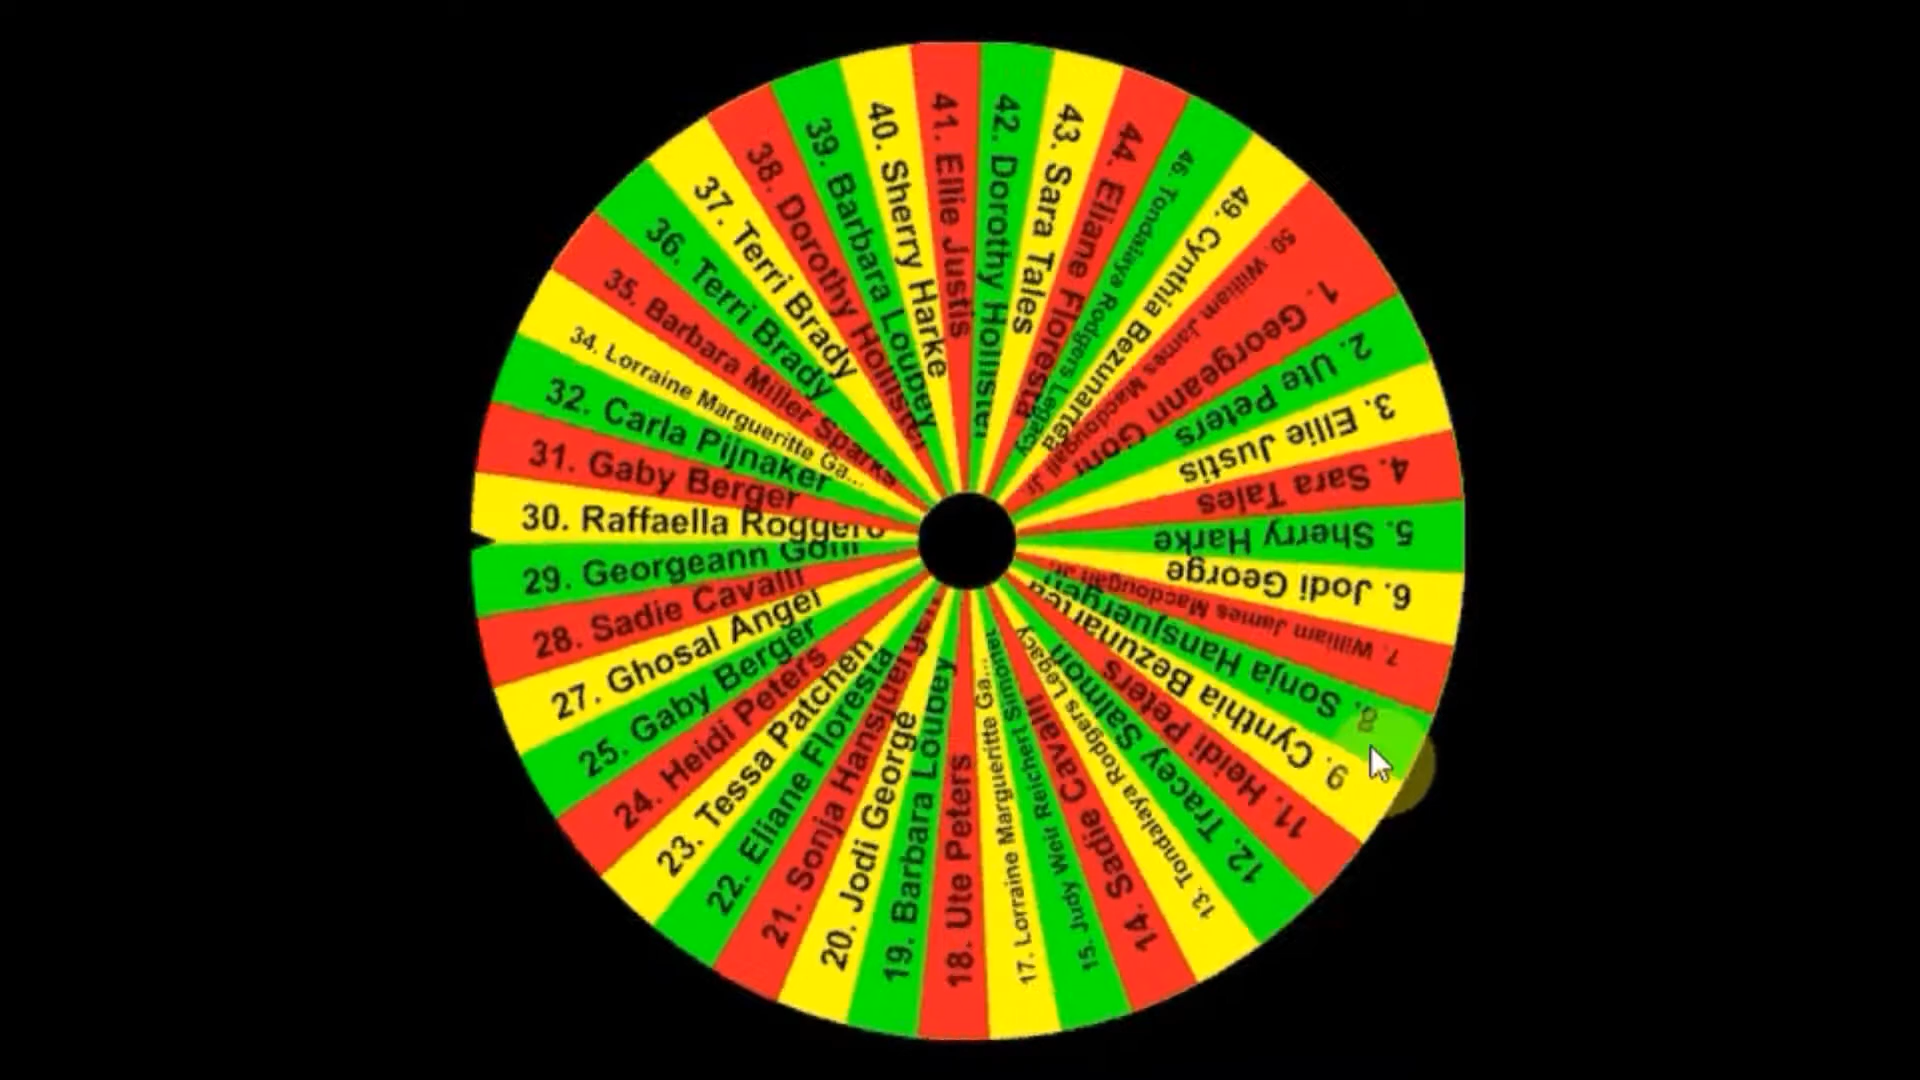 1. Georgeann Goni
2. Ute Peters
3. Ellie Justis
4. Sara Tales
5. Sherry Harke
6. Jodi George
7. William James Macdougall Jr.
8. Sonja Hansjuergen
9. Cynthia Bezunartea
11. Heidi Peters
12. Tracey Salmon
13. Tondalaya Rodgers Legacy
14. Sadie Cavalli
15. Judy Weir Reichert Simonet
17. Lorraine Margueritte Ga...
18. Ute Peters
19. Barbara Loubey
20. Jodi George
21. Sonja Hansjuergen
22. Eliane Floresta
23. Tessa Patchen
24. Heidi Peters
25. Gaby Berger
27. Ghosal Angel
28. Sadie Cavalli
29. Georgeann Goni
30. Raffaella Roggero
31. Gaby Berger
32. Carla Pijnaker
34. Lorraine Margueritte Ga...
35. Barbara Miller Sparks
36. Terri Brady
37. Terri Brady
38. Dorothy Hollister
39. Barbara Loubey
40. Sherry Harke
41. Ellie Justis
42. Dorothy Hollister
43. Sara Tales
44. Eliane Floresta
46. Tondalaya Rodgers Legacy
49. Cynthia Bezunartea
50. William James Macdougall Jr.